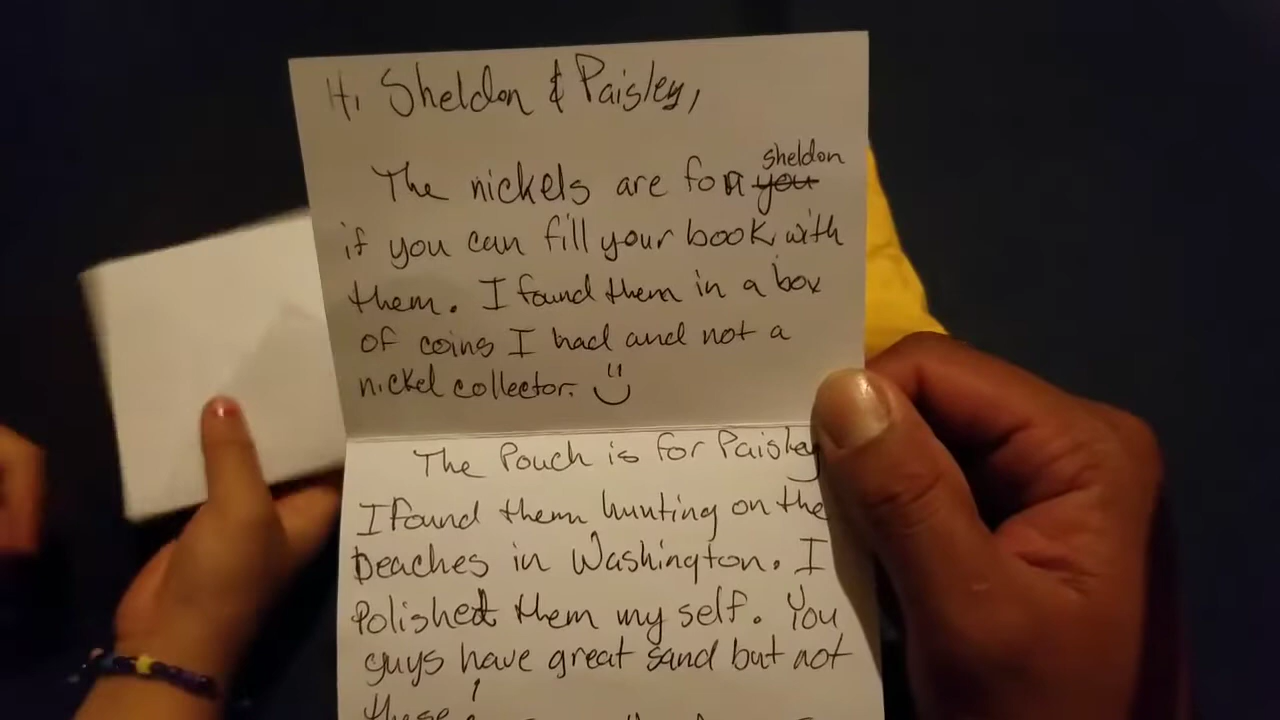 Hi Sheldon & Paisley,
The nickels are for you sheldon
if you can fill your book with
them. I found them in a box
of coins I had and not a
nickel collector.
The Pouch is for Paisley
I found them hunting on the
beaches in Washington. I
Polished them my self. You
guys have great sand but not
these!